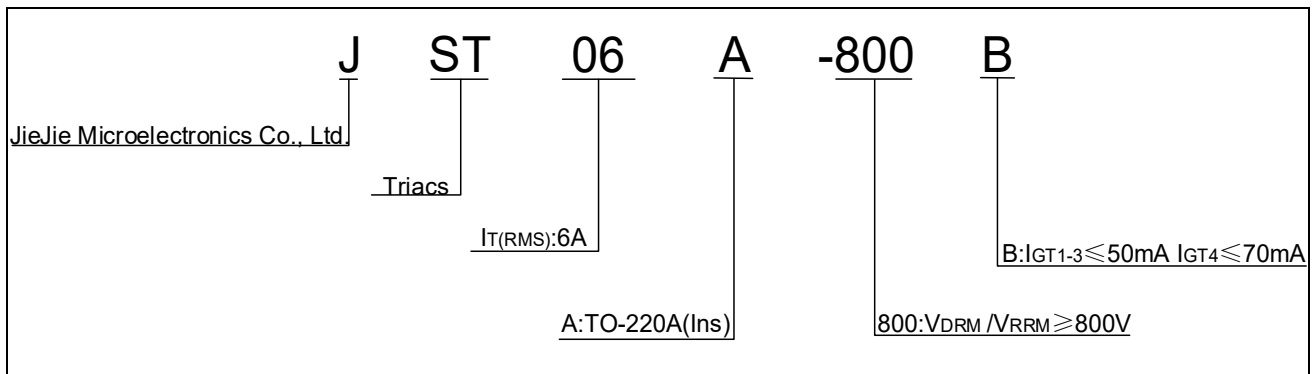 J ST 06 A -800 B
JieJie Microelectronics Co., Ltd.
Triacs
IT(RMS):6A
B:IGT1-3≤50mA IGT4≤70mA
A:TO-220A(Ins)
800:VDRM /VRRM≥800V